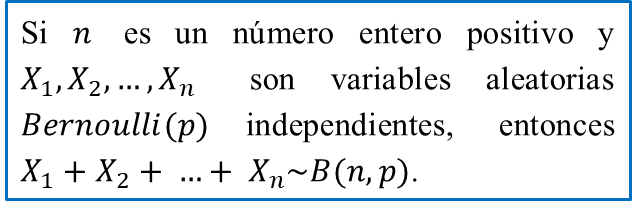 Si n es un número entero positivo y
X₁, X₂, … , Xₙ son variables aleatorias
Bernoulli(p) independientes, entonces
X₁ + X₂ + … + Xₙ~B(n, p).